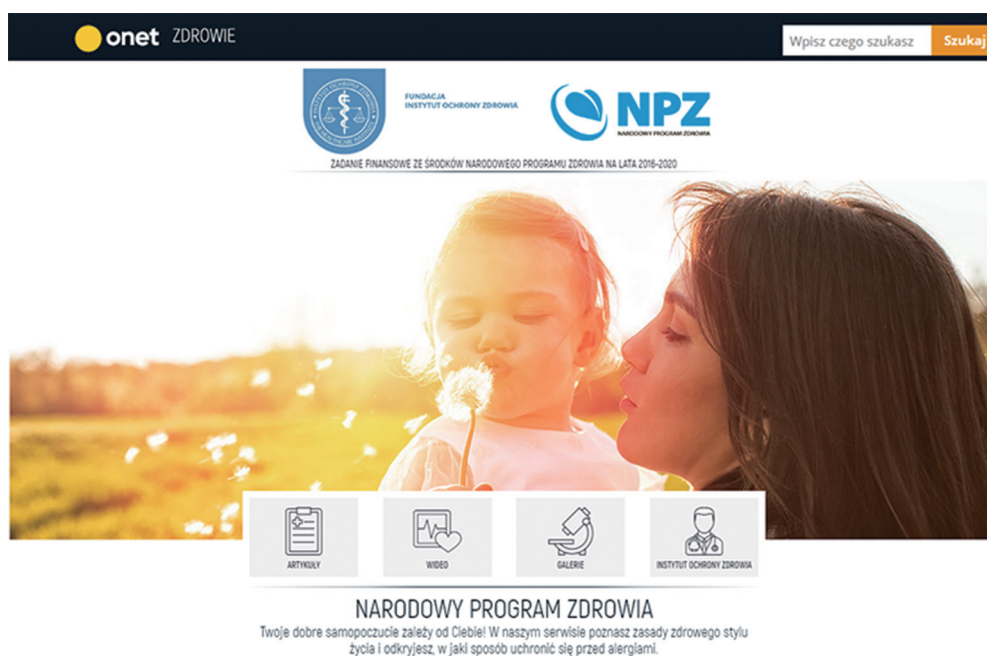 onet ZDROWIE
Wpisz czego szukasz
Szukaj
FUNDACJA
INSTYTUT OCHRONY ZDROWIA
NPZ
NARODOWY PROGRAM ZDROWIA
ZADANIE FINANSOWE ZE ŚRODKÓW NARODOWEGO PROGRAMU ZDROWIA NA LATA 2016-2020
ARTYKUŁY
WIDEO
GALERIE
INSTYTUT OCHRONY ZDROWIA
NARODOWY PROGRAM ZDROWIA
Twoje dobre samopoczucie zależy od Ciebie! W naszym serwisie poznasz zasady zdrowego stylu
życia i odkryjesz, w jaki sposób uchronić się przed alergiami.